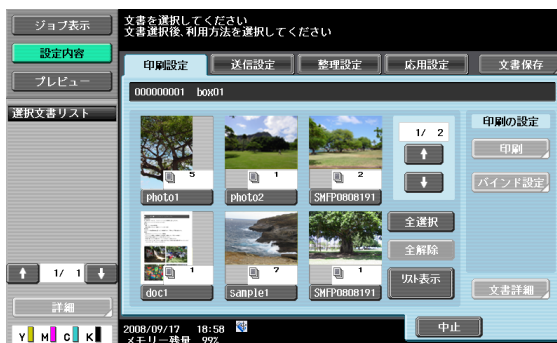 ジョブ表示
設定内容
プレビュー
選択文書リスト
1/ 1
詳細
Y M C K
文書を選択してください
文書選択後、利用方法を選択してください
印刷設定
送信設定
整理設定
応用設定
文書保存
000000001 box01
5
photo1
1
photo2
2
SMFP0808191
1
doc1
7
sample1
1
SMFP0808191
1/ 2
全選択
全解除
リスト表示
印刷の設定
印刷
バインド設定
文書詳細
2008/09/17 18:58
メモリー残量 99%
中止